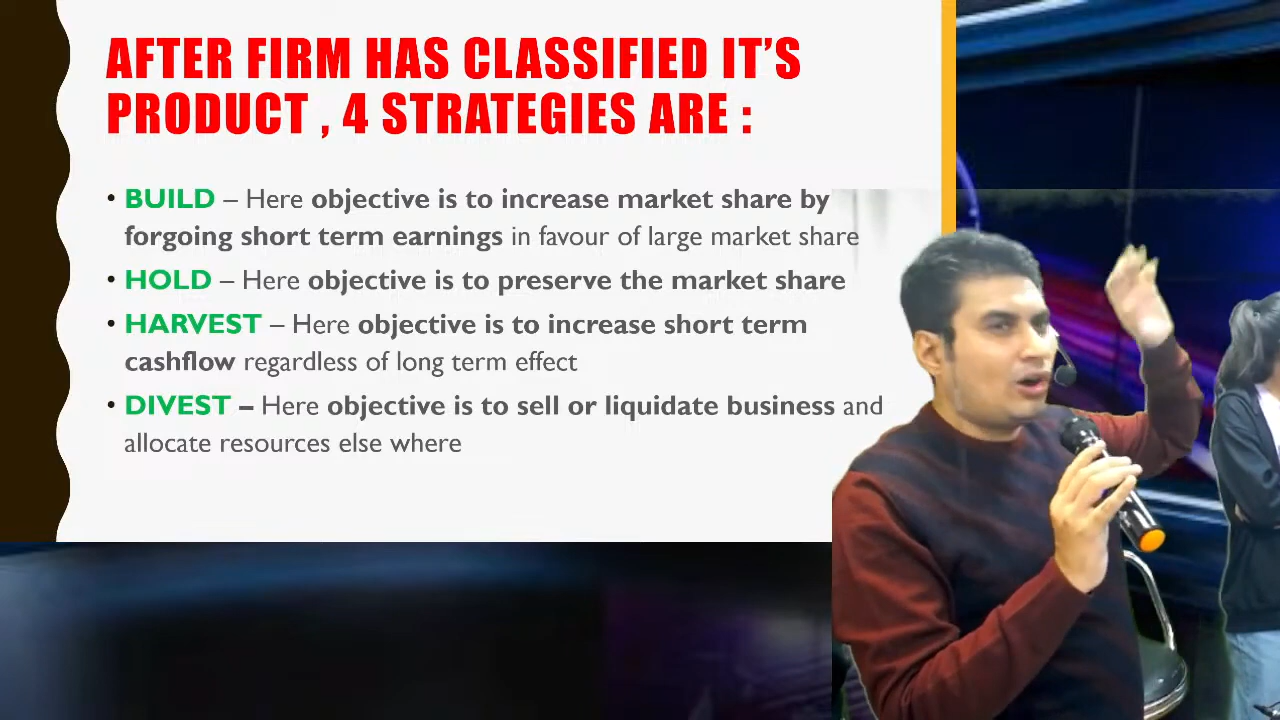 AFTER FIRM HAS CLASSIFIED IT’S
PRODUCT , 4 STRATEGIES ARE :
• BUILD – Here objective is to increase market share by
forgoing short term earnings in favour of large market share
• HOLD – Here objective is to preserve the market share
• HARVEST – Here objective is to increase short term
cashflow regardless of long term effect
• DIVEST – Here objective is to sell or liquidate business and
allocate resources else where